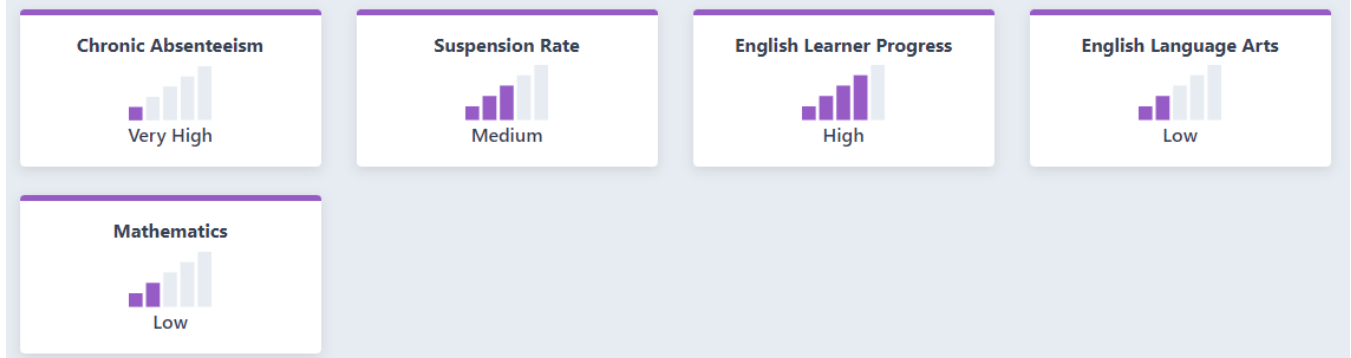 Chronic Absenteeism
Very High
Suspension Rate
Medium
English Learner Progress
High
English Language Arts
Low
Mathematics
Low